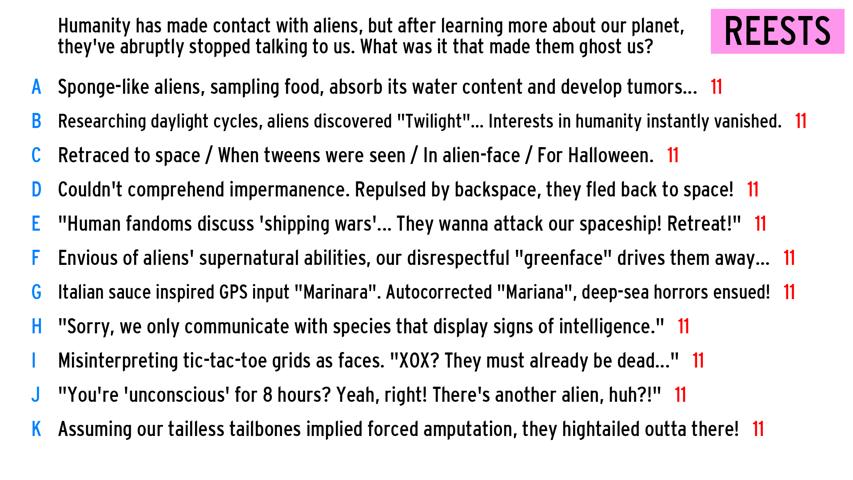 Humanity has made contact with aliens, but after learning more about our planet,
they've abruptly stopped talking to us. What was it that made them ghost us?
REESTS
A Sponge-like aliens, sampling food, absorb its water content and develop tumors... 11
B Researching daylight cycles, aliens discovered "Twilight"... Interests in humanity instantly vanished. 11
C Retraced to space / When tweens were seen / In alien-face / For Halloween. 11
D Couldn't comprehend impermanence. Repulsed by backspace, they fled back to space! 11
E "Human fandoms discuss 'shipping wars'... They wanna attack our spaceship! Retreat!" 11
F Envious of aliens' supernatural abilities, our disrespectful "greenface" drives them away... 11
G Italian sauce inspired GPS input "Marinara". Autocorrected "Mariana", deep-sea horrors ensued! 11
H "Sorry, we only communicate with species that display signs of intelligence." 11
I Misinterpreting tic-tac-toe grids as faces. "XOX? They must already be dead..." 11
J "You're 'unconscious' for 8 hours? Yeah, right! There's another alien, huh?!" 11
K Assuming our tailless tailbones implied forced amputation, they hightailed outta there! 11